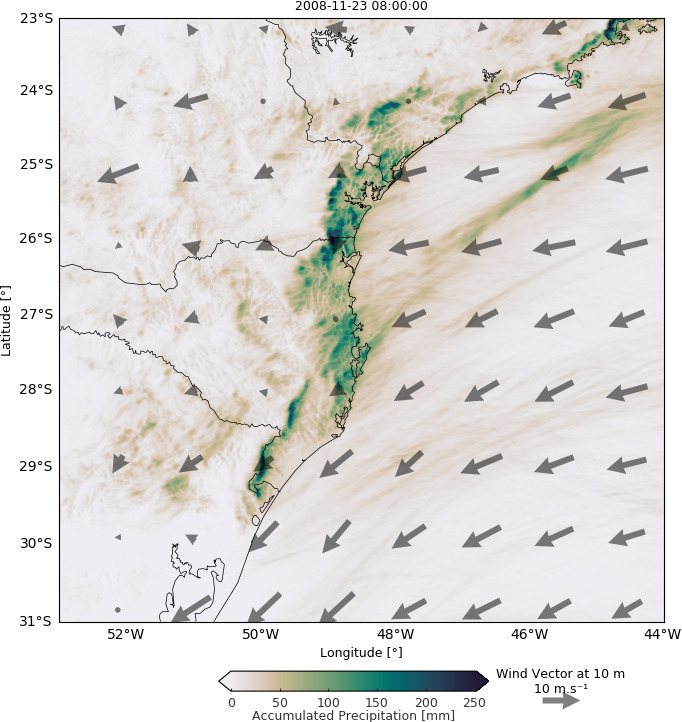 2008-11-23 08:00:00
23°S
24°S
25°S
26°S
27°S
28°S
29°S
30°S
31°S
Latitude [°]
52°W 50°W 48°W 46°W 44°W
Longitude [°]
Wind Vector at 10 m
10 m.s⁻¹
0 50 100 150 200 250
Accumulated Precipitation [mm]